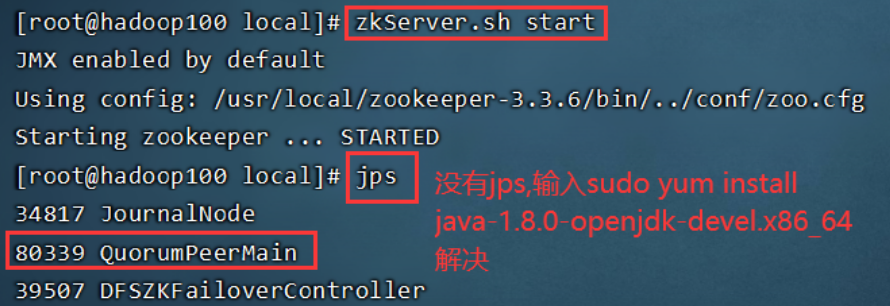 [root@hadoop100 local]# zkServer.sh start
JMX enabled by default
Using config: /usr/local/zookeeper-3.3.6/bin/../conf/zoo.cfg
Starting zookeeper ... STARTED
[root@hadoop100 local]# jps
没有jps,输入sudo yum install
java-1.8.0-openjdk-devel.x86_64
解决
34817 JournalNode
80339 QuorumPeerMain
39507 DFSZKFailoverController